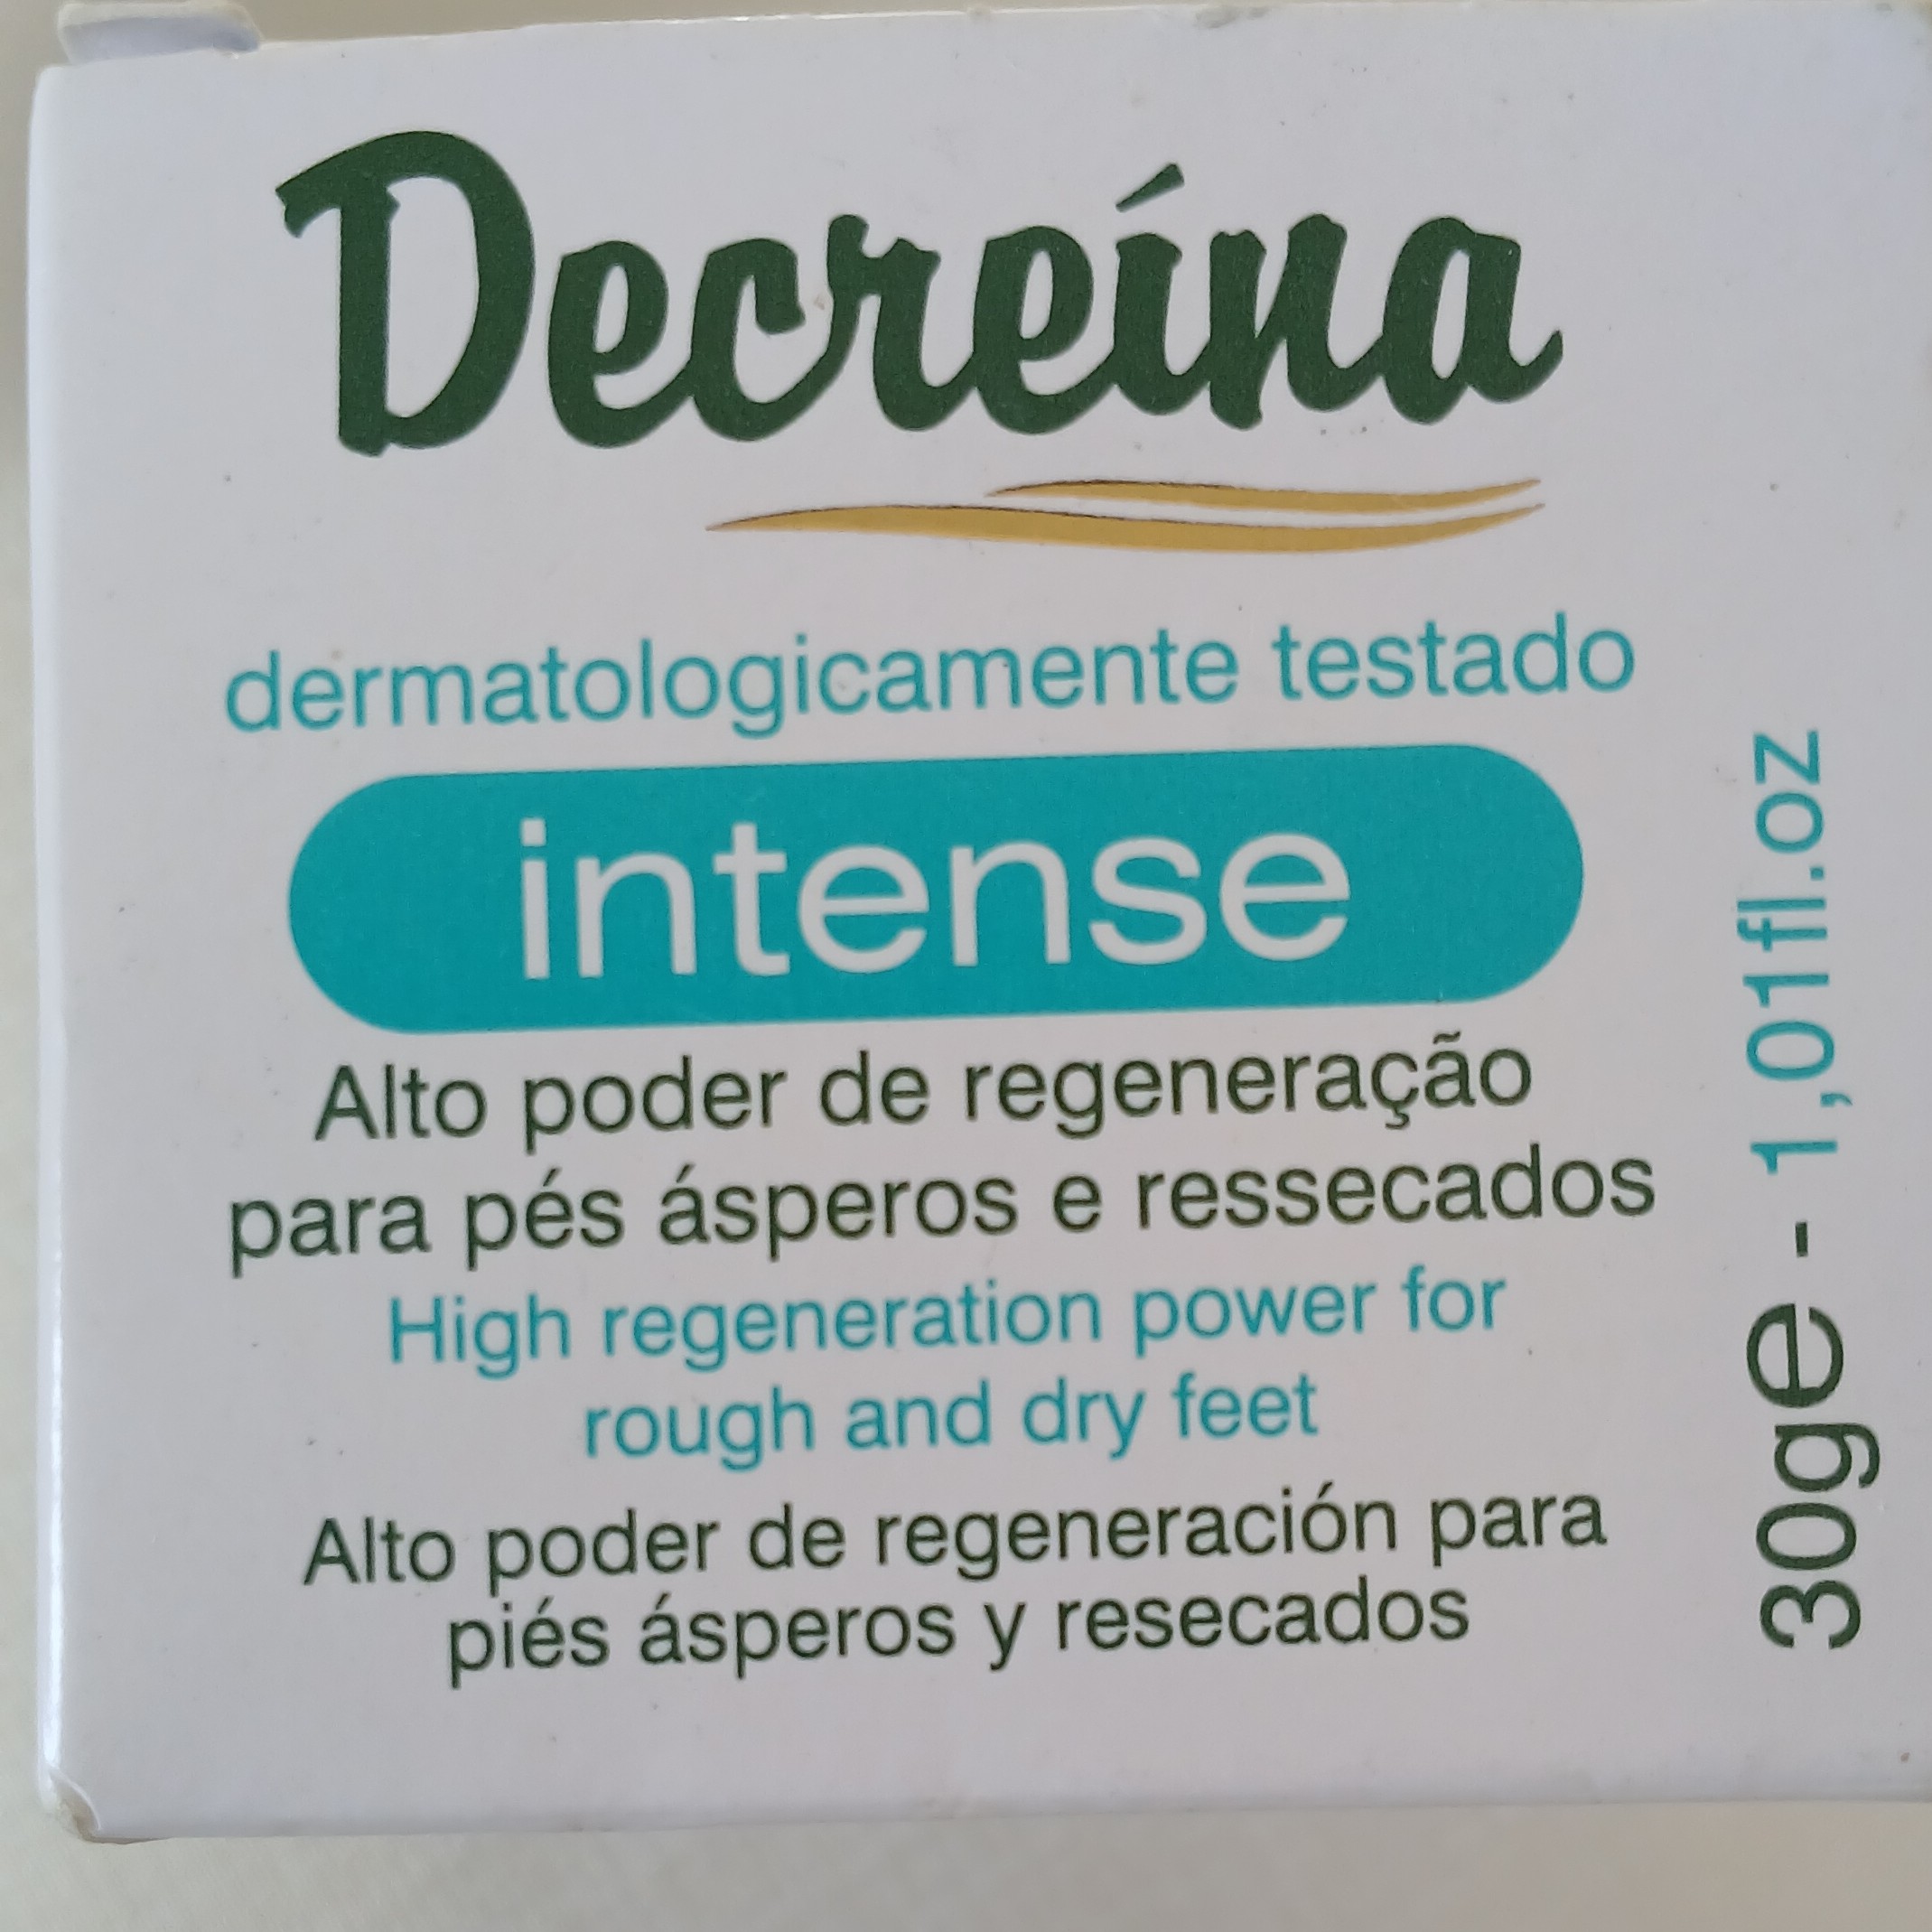 Decreína
dermatologicamente testado
intense
Alto poder de regeneração
para pés ásperos e ressecados
High regeneration power for
rough and dry feet
Alto poder de regeneración para
piés ásperos y resecados
30ge - 1,01fl.oz